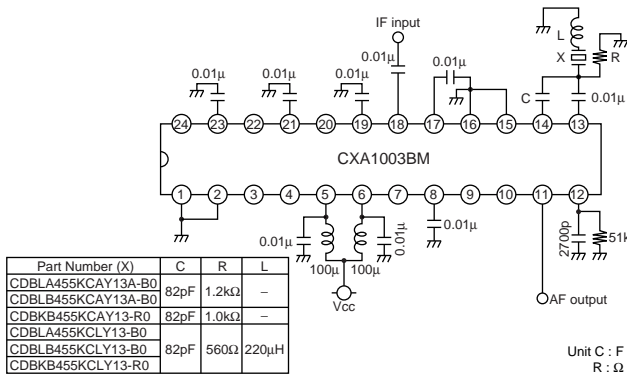 IF input
L
X
R
0.01μ
0.01μ
0.01μ
0.01μ
0.01μ
C
0.01μ
24 23 22 21 20 19 18 17 16 15 14 13
CXA1003BM
1 2 3 4 5 6 7 8 9 10 11 12
0.01μ
0.01μ
0.01μ
2700p
51k
100μ 100μ
Vcc
AF output
Part Number (X) C R L
CDBLA455KCAY13A-B0
CDBLB455KCAY13A-B0
82pF 1.2kΩ –
CDBKB455KCAY13-R0 82pF 1.0kΩ –
CDBLA455KCLY13-B0
CDBLB455KCLY13-B0
82pF 560Ω 220μH
CDBKB455KCLY13-R0
Unit C : F
R : Ω